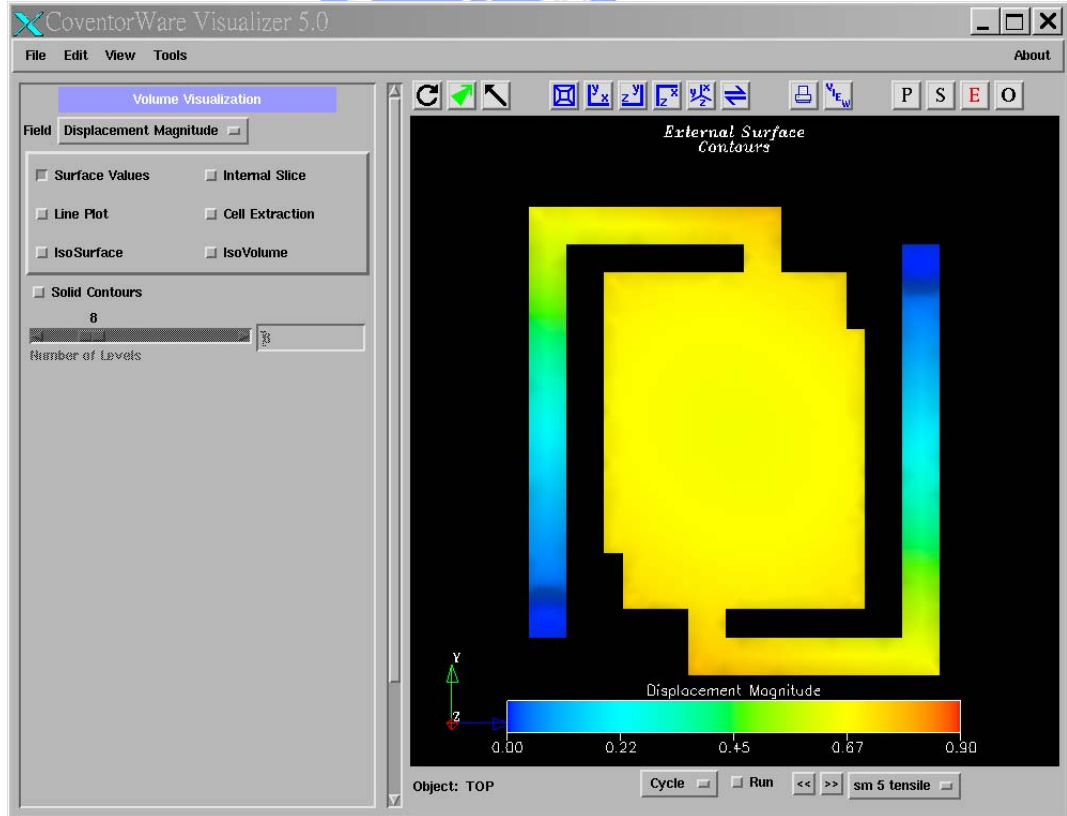 CoventorWare Visualizer 5.0
File Edit View Tools About
Volume Visualization
Field Displacement Magnitude
Surface Values Internal Slice
Line Plot Cell Extraction
IsoSurface IsoVolume
Solid Contours
8
8
Number of Levels
y x z y z x y x z VIEW P S E O
External Surface
Contours
Y
Z
Displacement Magnitude
0.00 0.22 0.45 0.67 0.90
Object: TOP Cycle Run << >> sm 5 tensile